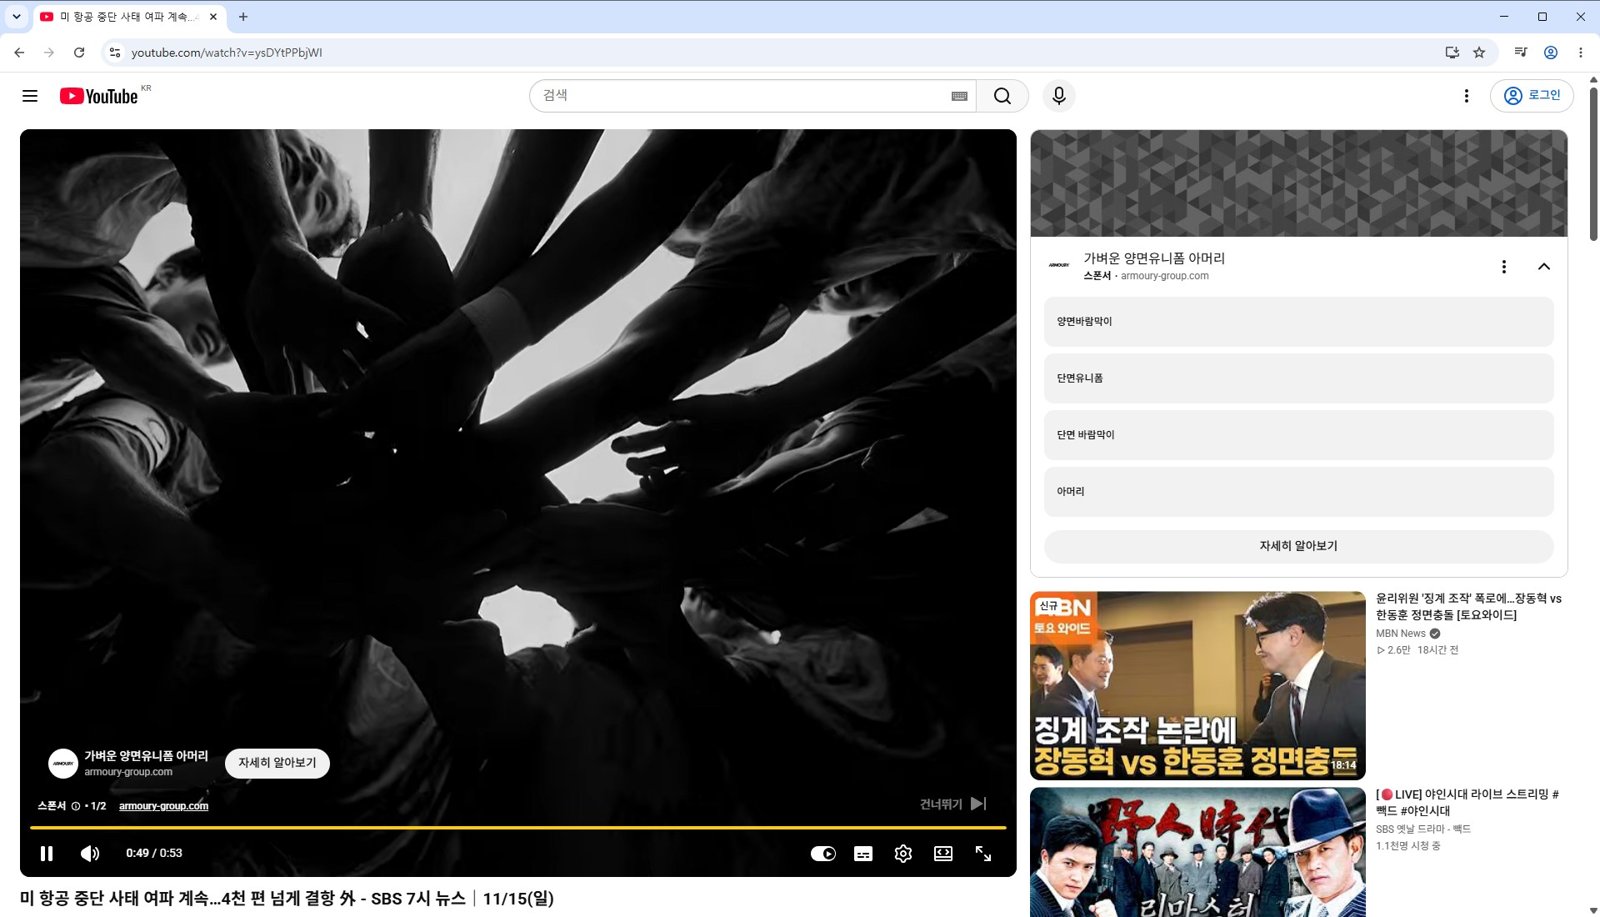 미 항공 중단 사태 여파 계속...4
youtube.com/watch?v=ysDYtPPbjWI
YouTube KR
검색
로그인
가벼운 양면유니폼 아머리
스폰서 · armoury-group.com
양면바람막이
단면유니폼
단면 바람막이
아머리
자세히 알아보기
ARMOURY
가벼운 양면유니폼 아머리
armoury-group.com
자세히 알아보기
스폰서 · 1/2 armoury-group.com
건너뛰기
0:49 / 0:53
미 항공 중단 사태 여파 계속...4천 편 넘게 결항 外 - SBS 7시 뉴스｜11/15(일)
신규
MBN
토요 와이드
징계 조작 논란에
장동혁 vs 한동훈 정면충돌
18:14
윤리위원 '징계 조작' 폭로에...장동혁 vs
한동훈 정면충돌 [토요와이드]
MBN News
2.6만 18시간 전
野人時代
리마스터
[🔴LIVE] 야인시대 라이브 스트리밍 #
빽드 #야인시대
SBS 옛날 드라마 - 빽드
1.1천명 시청 중